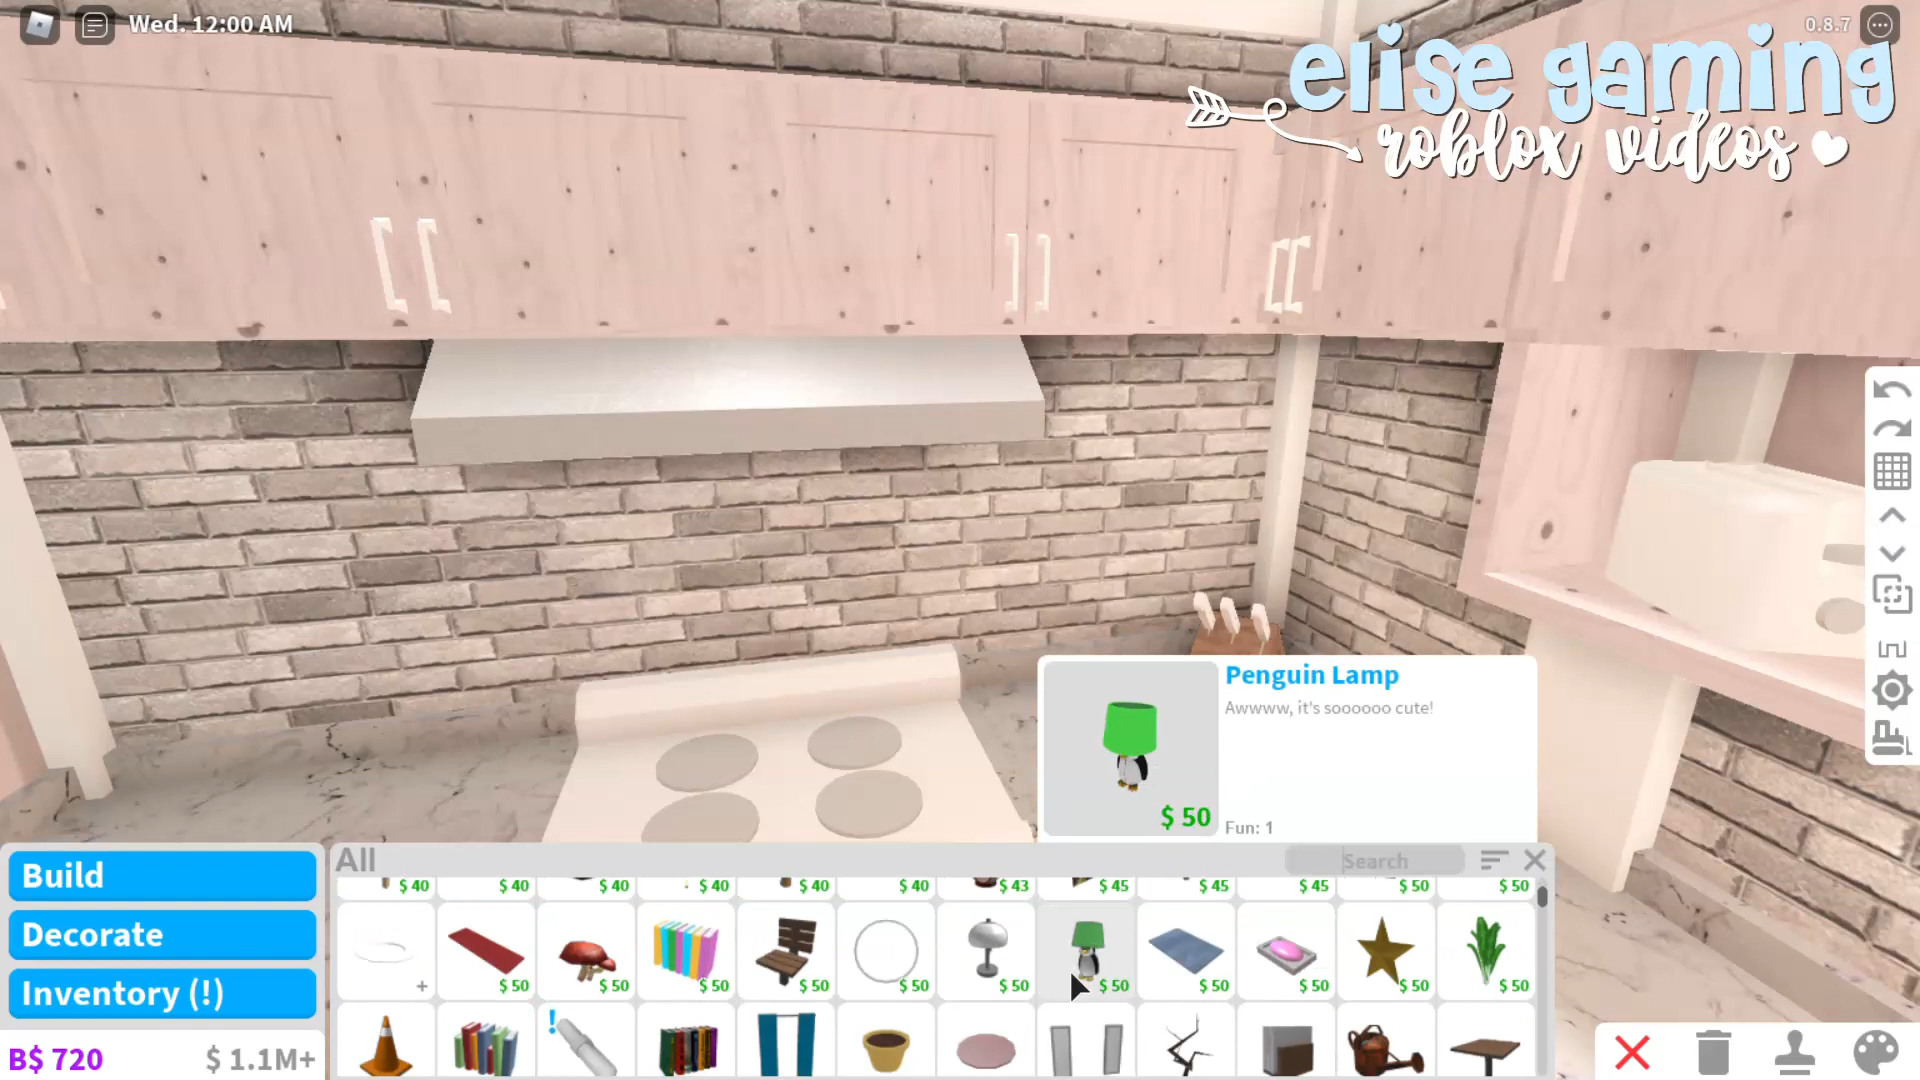 Wed. 12:00 AM
0.8.7
elise gaming
roblox videos
Penguin Lamp
Awwww, it's soooooo cute!
$ 50
Fun: 1
Build
Decorate
Inventory (!)
B$ 720
$ 1.1M+
All
Search
$ 40 $ 40 $ 40 $ 40 $ 40 $ 40 $ 43 $ 45 $ 45 $ 45 $ 50 $ 50
+ $ 50 $ 50 $ 50 $ 50 $ 50 $ 50 $ 50 $ 50 $ 50 $ 50 $ 50
!